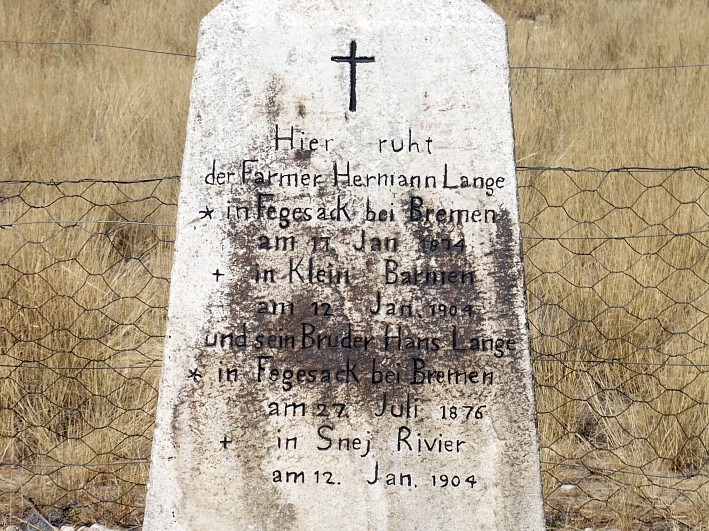 Hier ruht
der Farmer Hermann Lange
* in Fegesack bei Bremen
am 17. Jan 1874
+ in Klein Barmen
am 12. Jan. 1904
und sein Bruder Hans Lange
* in Fegesack bei Bremen
am 27. Juli 1876
+ in Snej Rivier
am 12. Jan. 1904